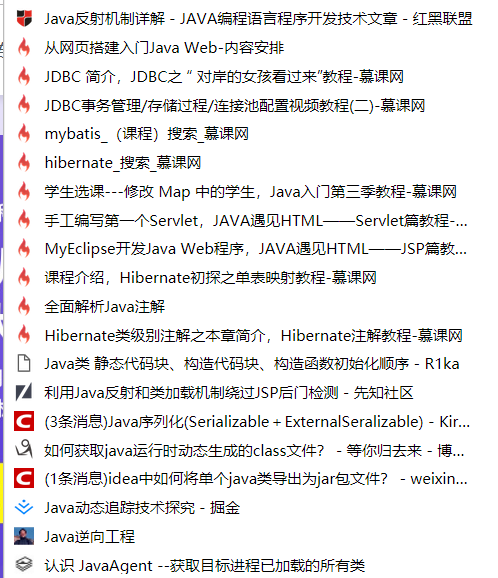 Java反射机制详解 - JAVA编程语言程序开发技术文章 - 红黑联盟
从网页搭建入门Java Web-内容安排
JDBC 简介，JDBC之 “ 对岸的女孩看过来”教程-慕课网
JDBC事务管理/存储过程/连接池配置视频教程(二)-慕课网
mybatis_（课程）搜索_慕课网
hibernate_搜索_慕课网
学生选课---修改 Map 中的学生，Java入门第三季教程-慕课网
手工编写第一个Servlet，JAVA遇见HTML——Servlet篇教程-...
MyEclipse开发Java Web程序，JAVA遇见HTML——JSP篇教...
课程介绍，Hibernate初探之单表映射教程-慕课网
全面解析Java注解
Hibernate类级别注解之本章简介，Hibernate注解教程-慕课网
Java类 静态代码块、构造代码块、构造函数初始化顺序 - R1ka
利用Java反射和类加载机制绕过JSP后门检测 - 先知社区
(3条消息)Java序列化(Serializable＋ExternalSeralizable) - Kir...
如何获取java运行时动态生成的class文件？ - 等你归去来 - 博...
(1条消息)idea中如何将单个java类导出为jar包文件？ - weixin...
Java动态追踪技术探究 - 掘金
Java逆向工程
认识 JavaAgent --获取目标进程已加载的所有类